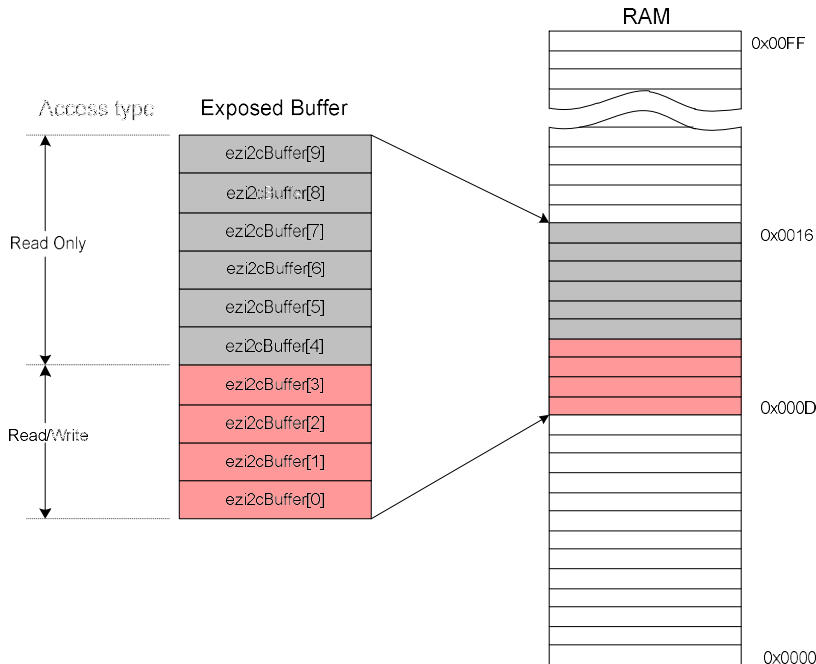 RAM
0x00FF
Access type
Exposed Buffer
ezi2cBuffer[9]
ezi2cBuffer[8]
ezi2cBuffer[7]
ezi2cBuffer[6]
ezi2cBuffer[5]
ezi2cBuffer[4]
ezi2cBuffer[3]
ezi2cBuffer[2]
ezi2cBuffer[1]
ezi2cBuffer[0]
Read Only
Read/Write
0x0016
0x000D
0x0000